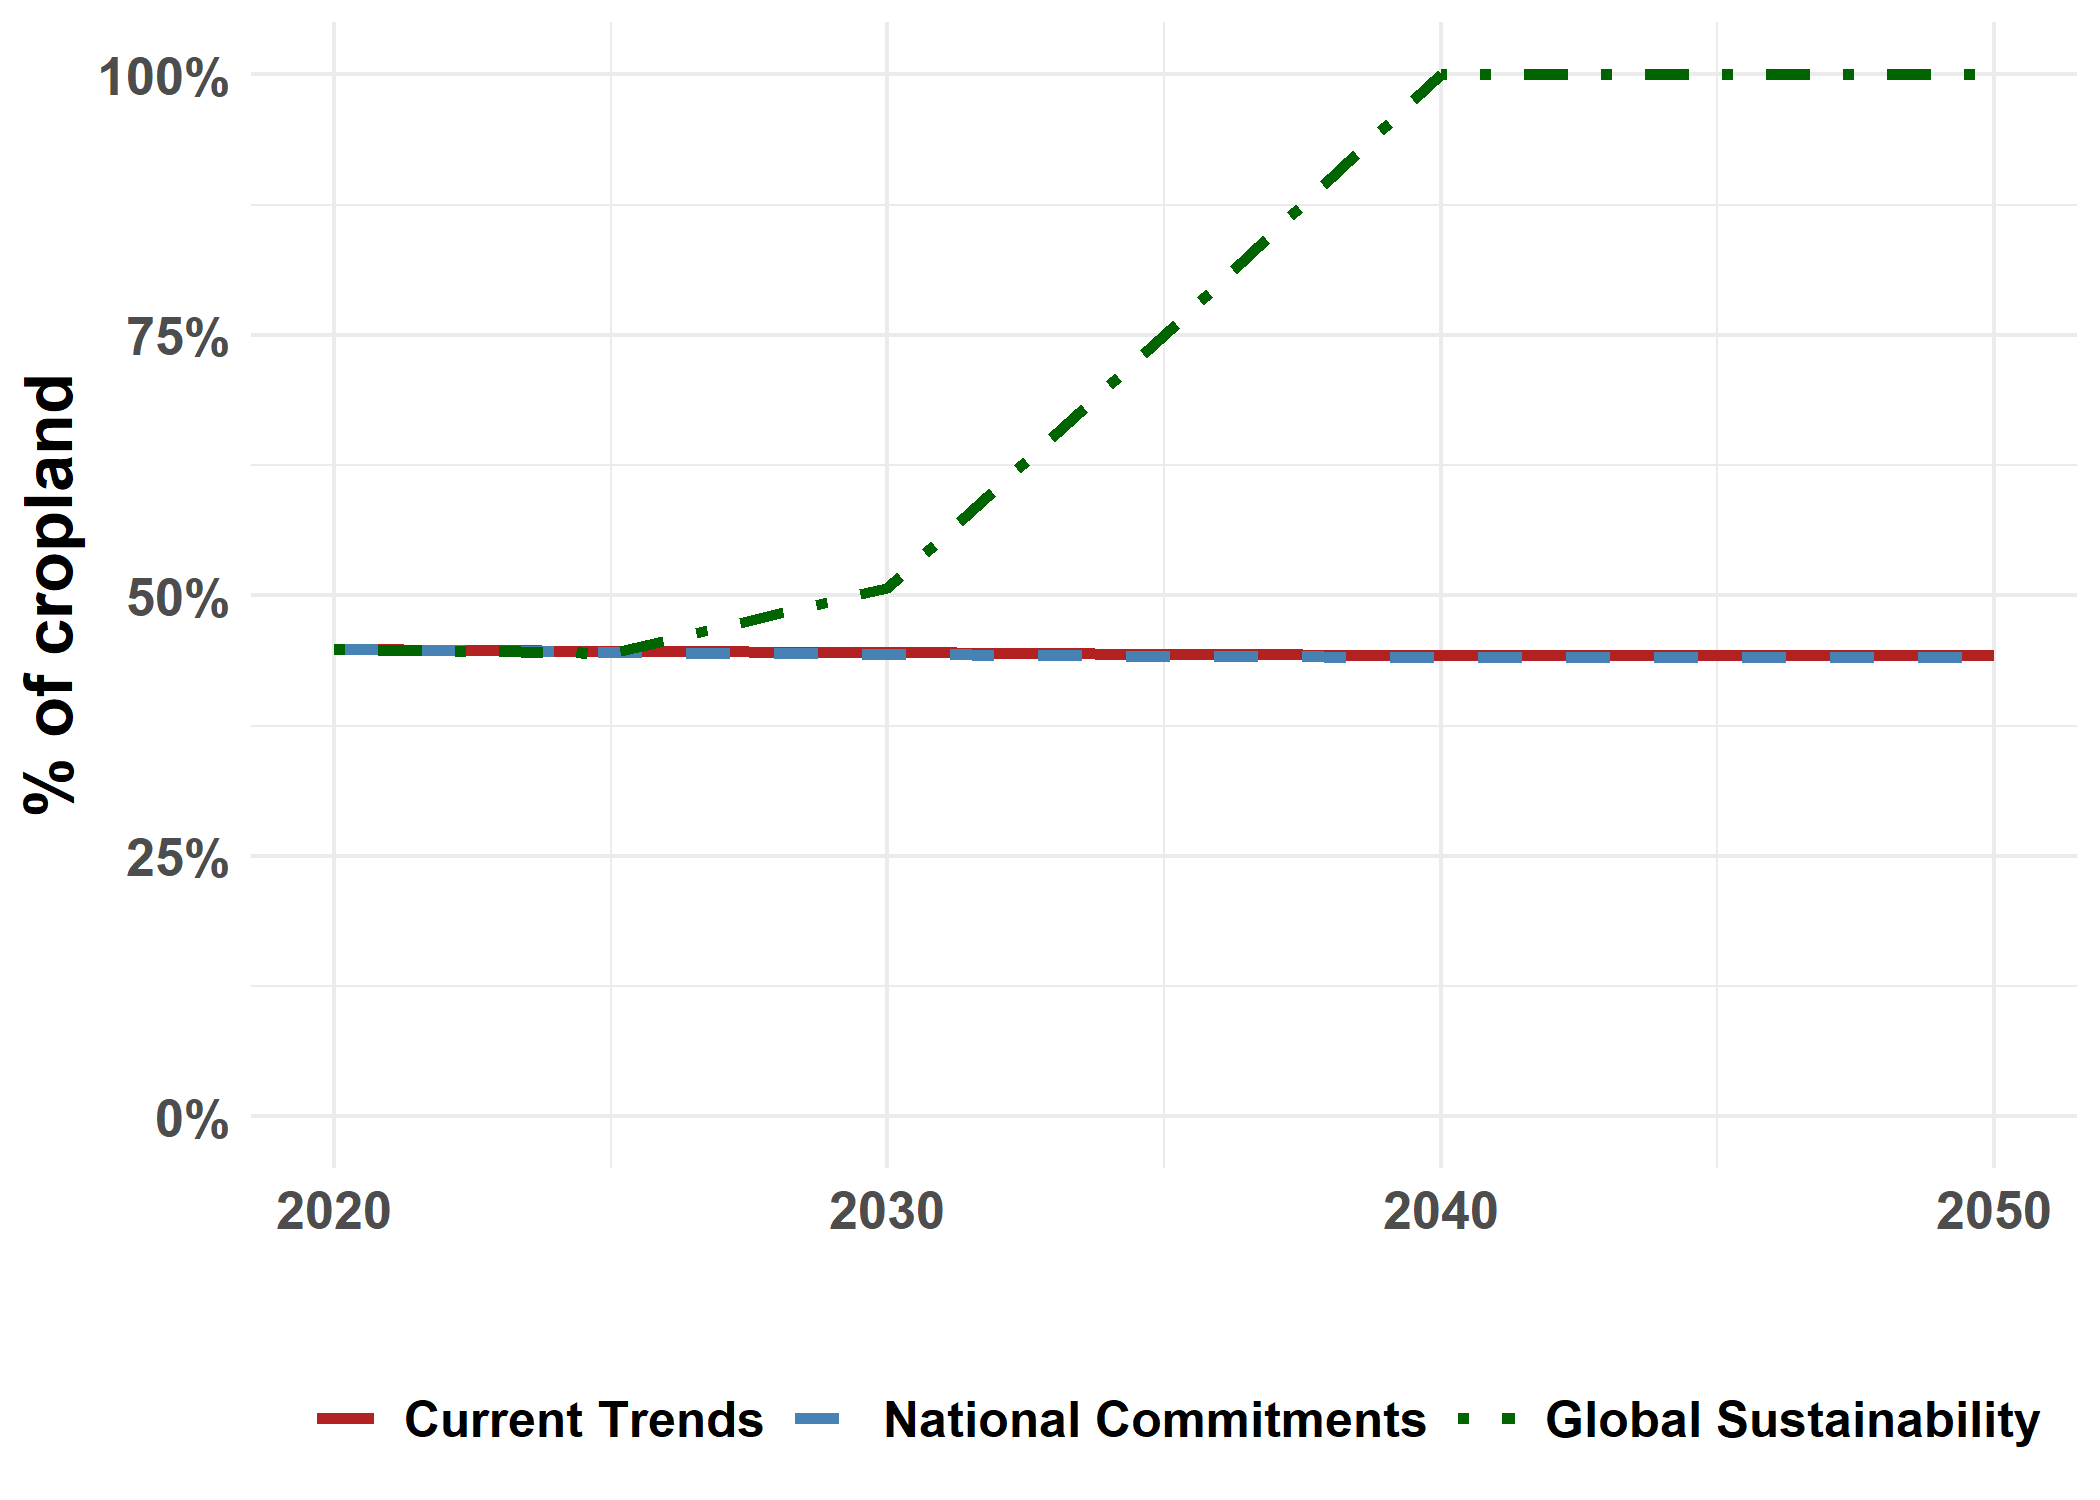 % of cropland
100%
75%
50%
25%
0%
2020 2030 2040 2050
Current Trends National Commitments Global Sustainability